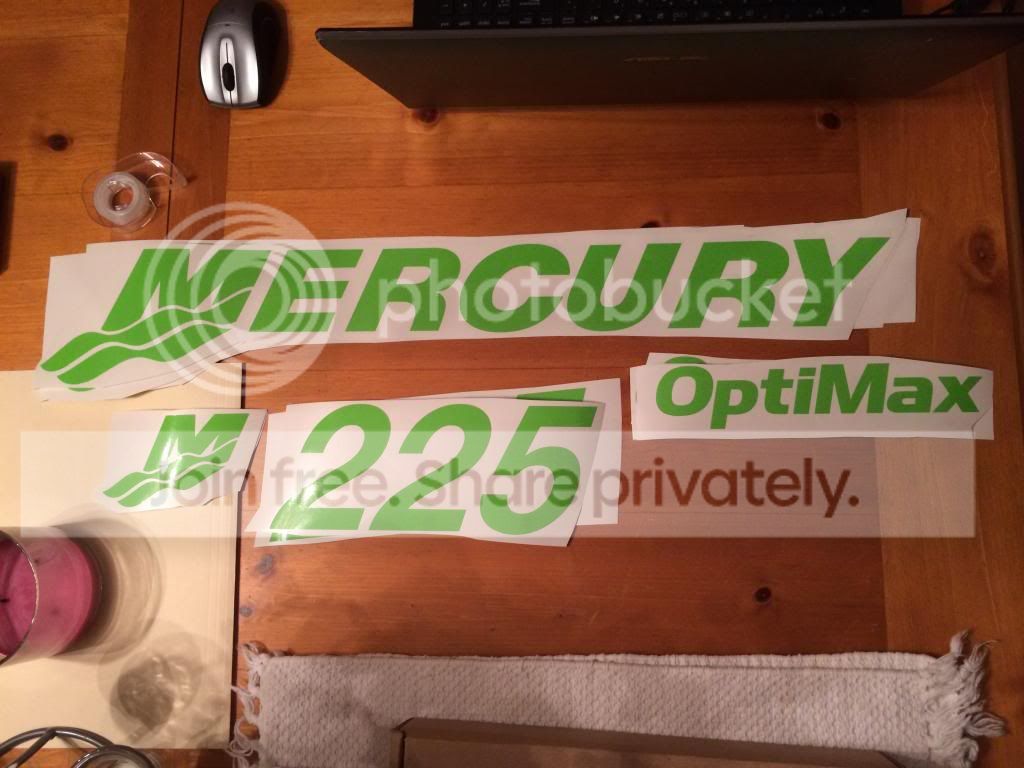 MERCURY
photobucket
OptiMax
M
225
Join free. Share privately.